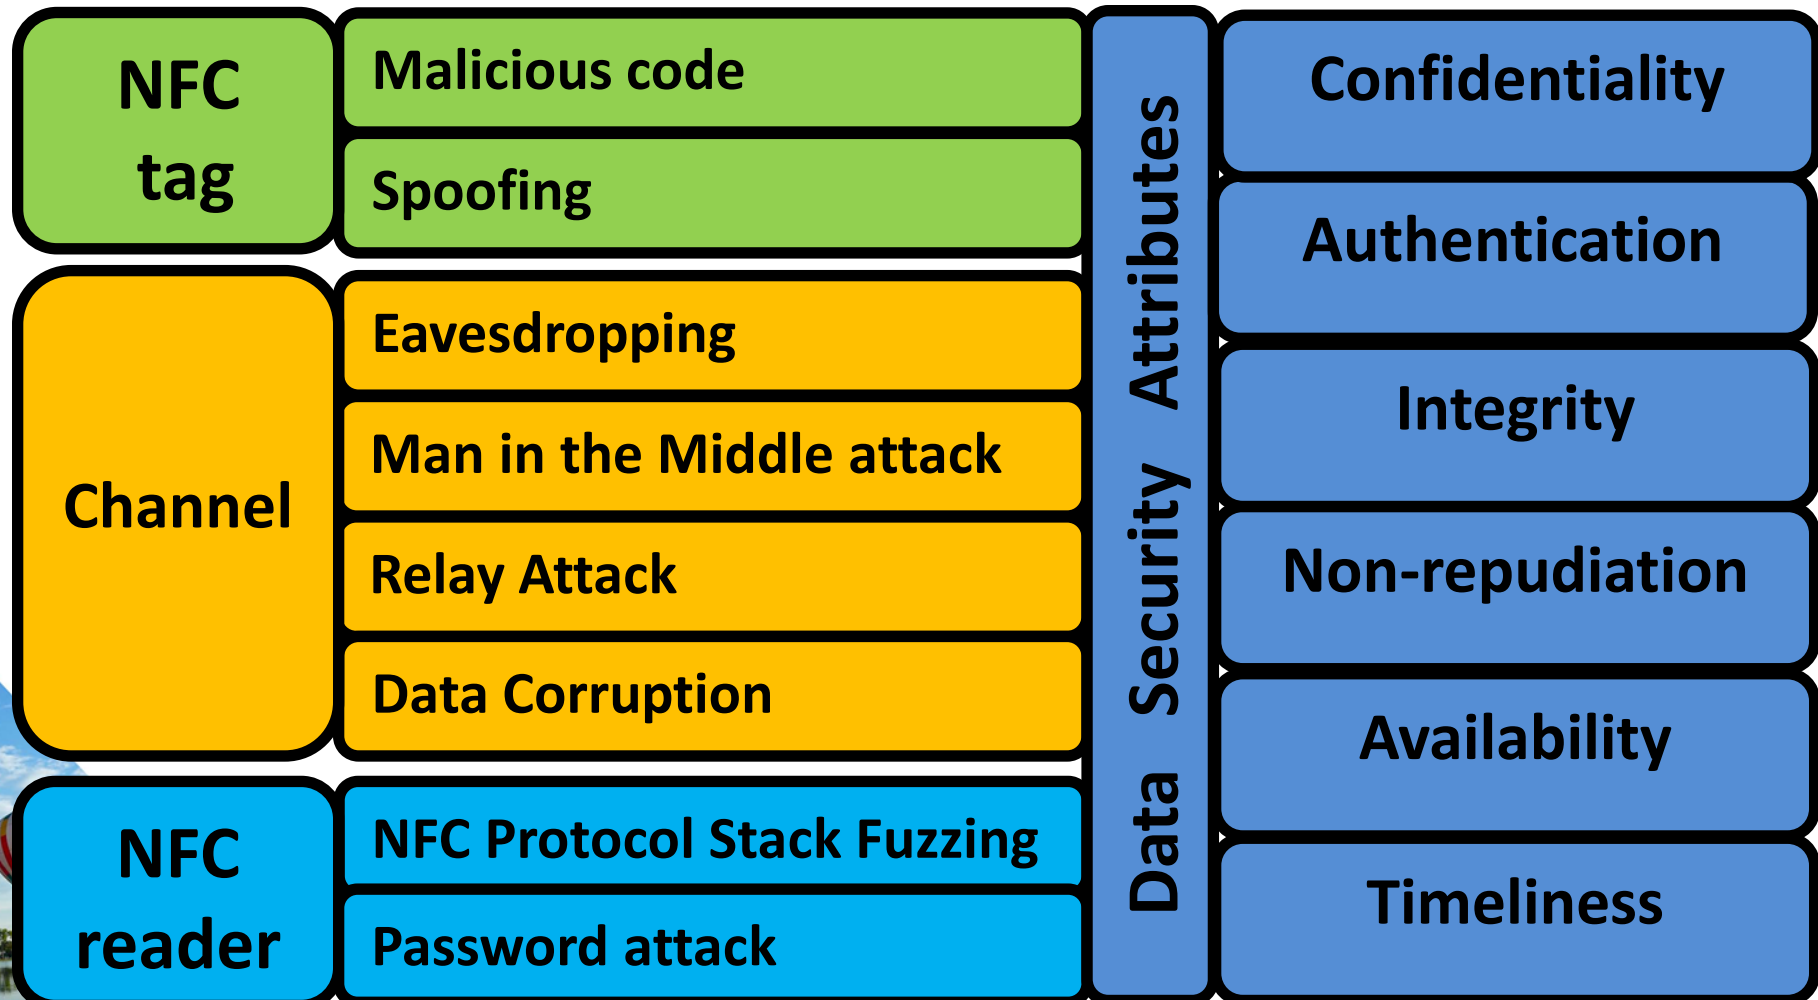 NFC
tag
Malicious code
Spoofing
Channel
Eavesdropping
Man in the Middle attack
Relay Attack
Data Corruption
NFC
reader
NFC Protocol Stack Fuzzing
Password attack
Data Security Attributes
Confidentiality
Authentication
Integrity
Non-repudiation
Availability
Timeliness